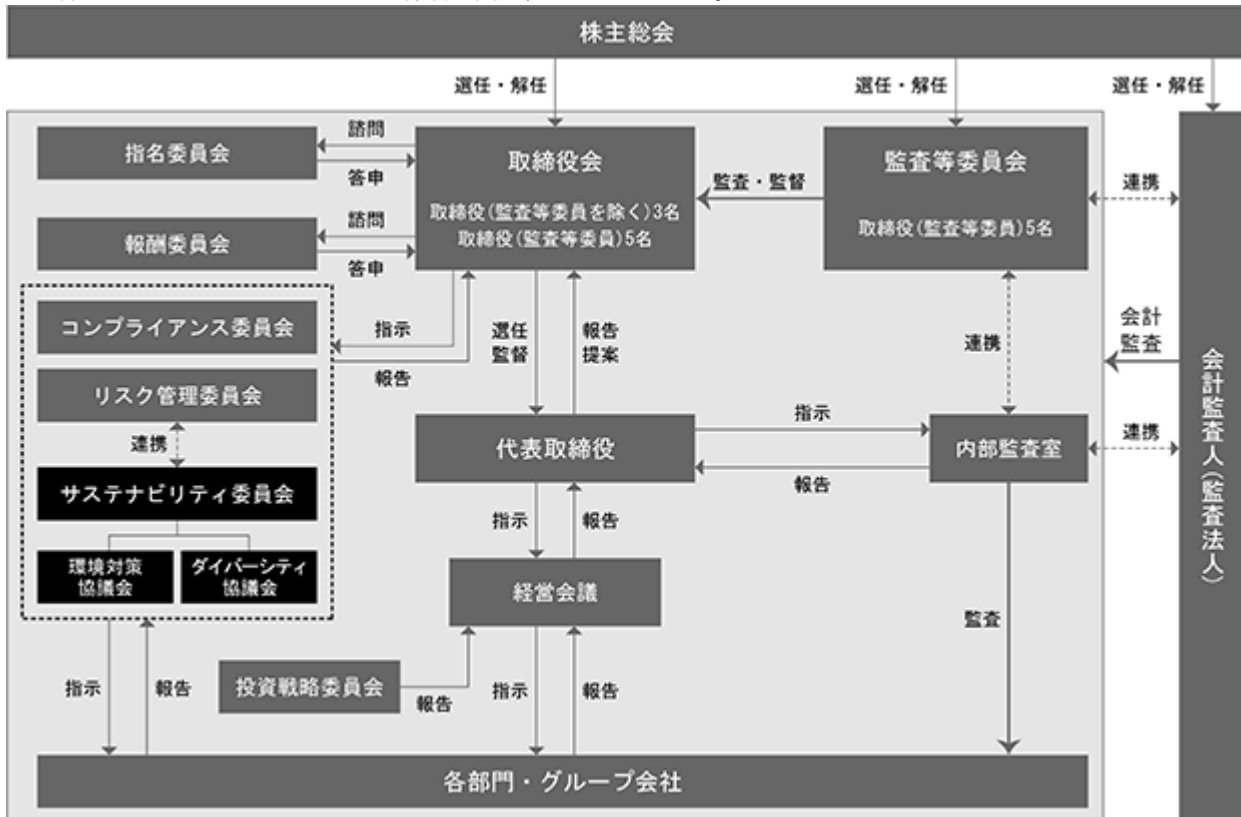 株主総会
選任・解任
選任・解任
選任・解任
指名委員会
諮問
答申
取締役会
取締役(監査等委員を除く)3名
取締役(監査等委員)5名
監査・監督
監査等委員会
取締役(監査等委員)5名
連携
報酬委員会
諮問
答申
コンプライアンス委員会
指示
報告
選任
監督
報告
提案
連携
会計
監査
会計監査人(監査法人)
リスク管理委員会
連携
サステナビリティ委員会
環境対策
協議会
ダイバーシティ
協議会
代表取締役
指示
報告
内部監査室
連携
指示
報告
経営会議
監査
投資戦略委員会
報告
指示
報告
指示
報告
各部門・グループ会社